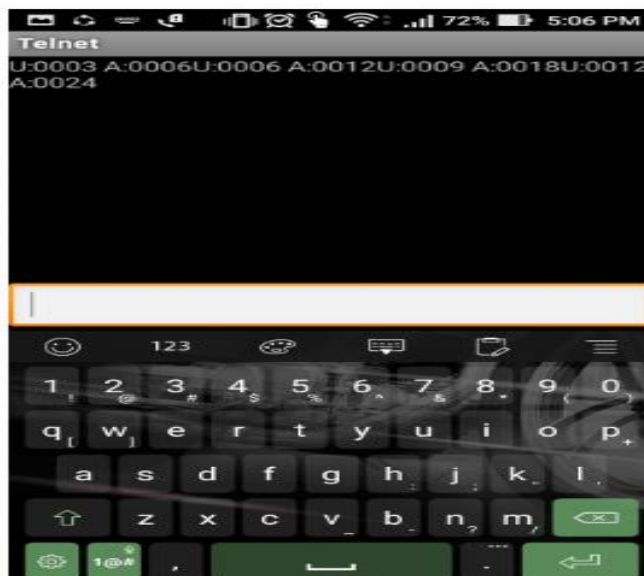 72% 5:06 PM
Telnet
U:0003 A:0006U:0006 A:0012U:0009 A:0018U:0012
A:0024
123
1 2 3 4 5 6 7 8 9 0
! @ # $ % ^ & * ( )
q w e r t y u i o p
[ ] +
a s d f g h j k l
: ;
z x c v b n m
_ ? /
1@# , .